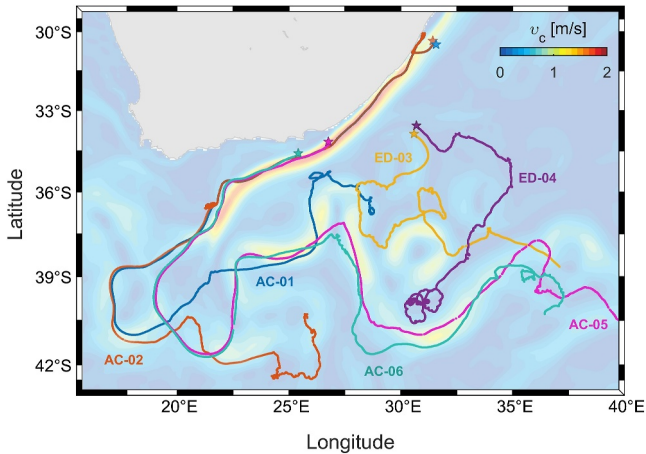 30°S
33°S
36°S
39°S
42°S
Latitude
υc [m/s]
0 1 2
ED-03
ED-04
AC-01
AC-02
AC-05
AC-06
20°E 25°E 30°E 35°E 40°E
Longitude